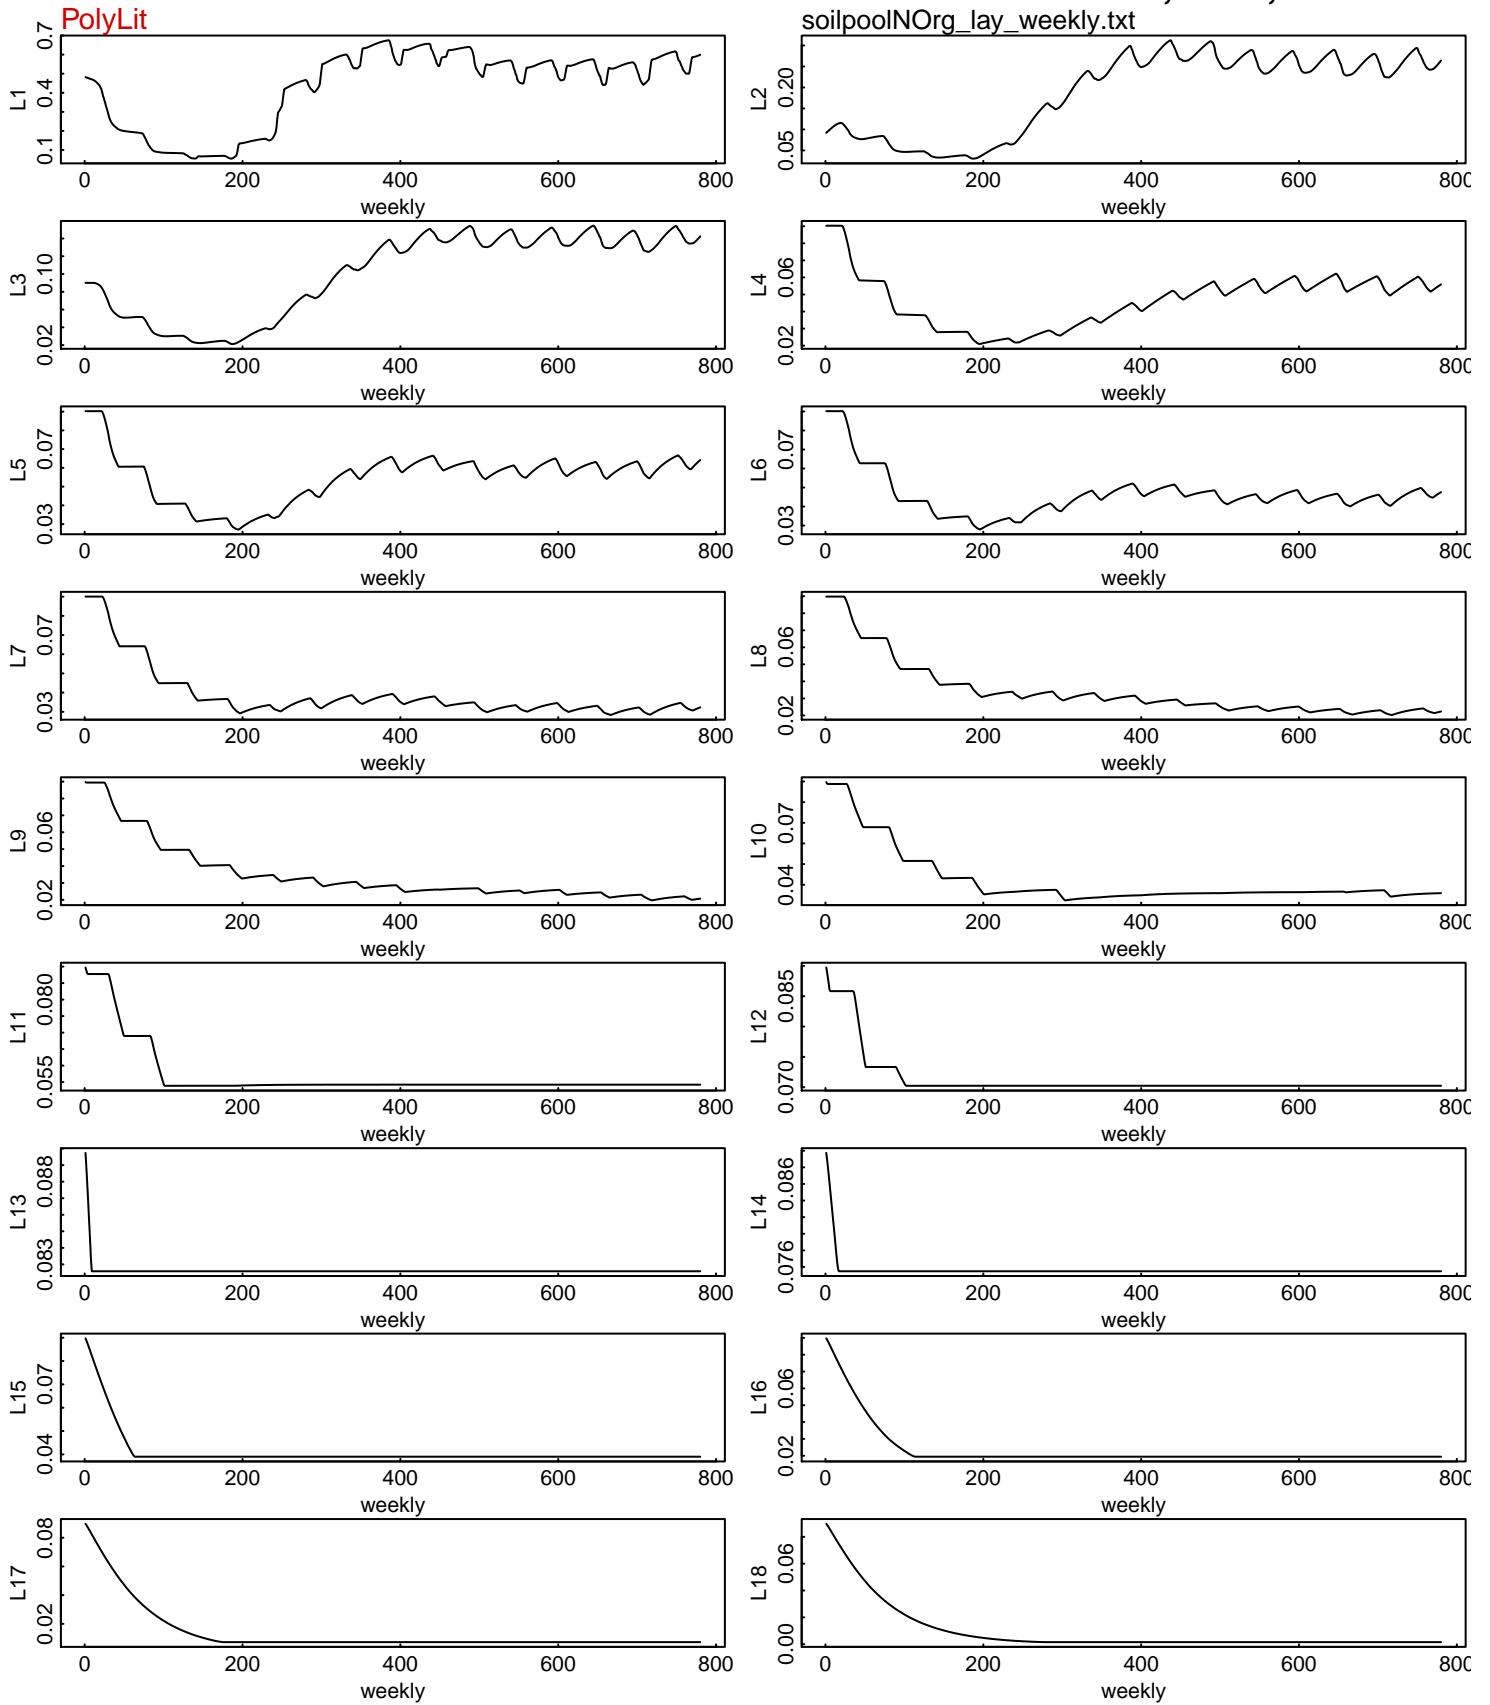 PolyLit
soilpoolNOrg_lay_weekly.txt
L1
0.1 0.4 0.7
0 200 400 600 800
weekly
L2
0.05 0.20
0 200 400 600 800
weekly
L3
0.02 0.10
0 200 400 600 800
weekly
L4
0.02 0.06
0 200 400 600 800
weekly
L5
0.03 0.07
0 200 400 600 800
weekly
L6
0.03 0.07
0 200 400 600 800
weekly
L7
0.03 0.07
0 200 400 600 800
weekly
L8
0.02 0.06
0 200 400 600 800
weekly
L9
0.02 0.06
0 200 400 600 800
weekly
L10
0.04 0.07
0 200 400 600 800
weekly
L11
0.055 0.080
0 200 400 600 800
weekly
L12
0.070 0.085
0 200 400 600 800
weekly
L13
0.083 0.088
0 200 400 600 800
weekly
L14
0.076 0.086
0 200 400 600 800
weekly
L15
0.04 0.07
0 200 400 600 800
weekly
L16
0.02 0.06
0 200 400 600 800
weekly
L17
0.02 0.08
0 200 400 600 800
weekly
L18
0.00 0.06
0 200 400 600 800
weekly